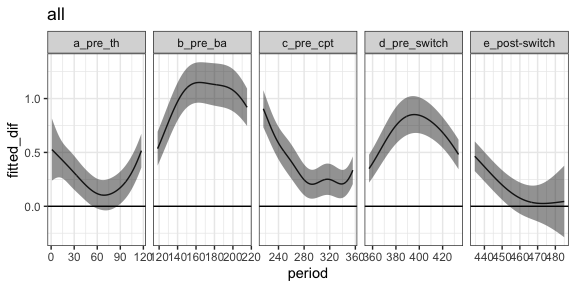 all
a_pre_th b_pre_ba c_pre_cpt d_pre_switch e_post-switch
fitted_dif
1.0
0.5
0.0
0 30 60 90 120 120 140 160 180 200 220 240 280 320 360 360 380 400 420 440 450 460 470 480
period